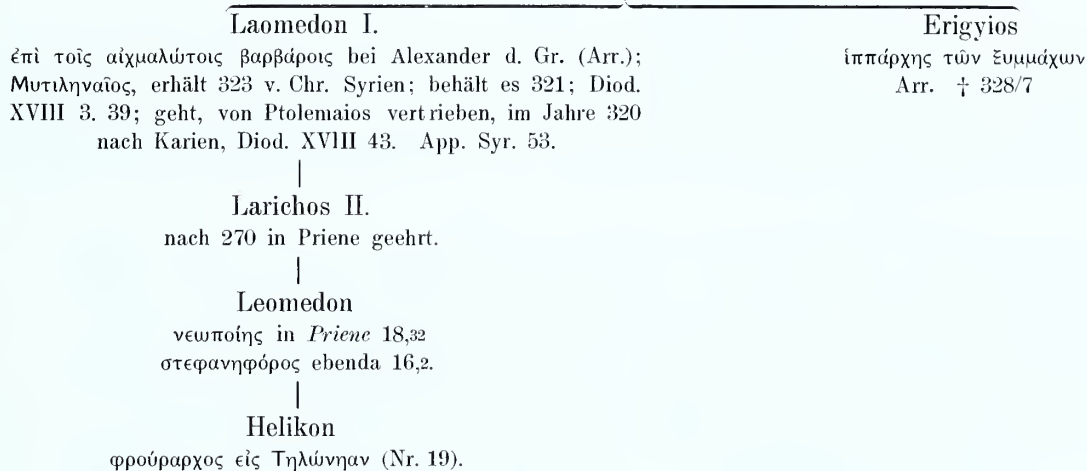 Laomedon I.
ἐπὶ τοῖς αἰχμαλώτοις βαρβάροις bei Alexander d. Gr. (Arr.);
Μυτιληναῖος, erhält 323 v. Chr. Syrien; behält es 321; Diod.
XVIII 3. 39; geht, von Ptolemaios vertrieben, im Jahre 320
nach Karien, Diod. XVIII 43. App. Syr. 53.
Erigyios
ἱππάρχης τῶν ξυμμάχων
Arr. † 328/7
Larichos II.
nach 270 in Priene geehrt.
Leomedon
νεωποίης in Priene 18,32
στεφανηφόρος ebenda 16,2.
Helikon
φρούραρχος εἰς Τηλώνηαν (Nr. 19).